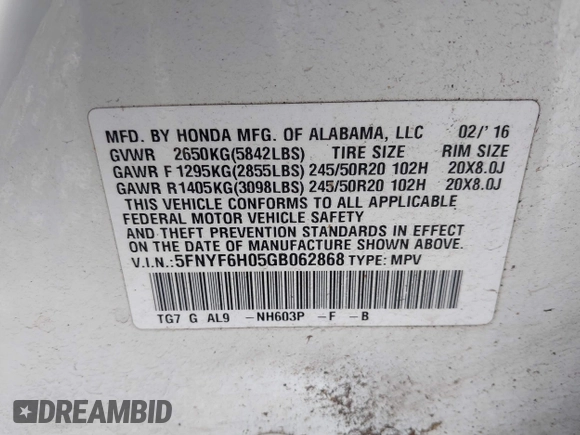 MFD. BY HONDA MFG. OF ALABAMA, LLC 02/' 16
GVWR 2650KG(5842LBS) TIRE SIZE RIM SIZE
GAWR F 1295KG(2855LBS) 245/50R20 102H 20X8.0J
GAWR R1405KG(3098LBS) 245/50R20 102H 20X8.0J
THIS VEHICLE CONFORMS TO ALL APPLICABLE
FEDERAL MOTOR VEHICLE SAFETY
AND THEFT PREVENTION STANDARDS IN EFFECT
ON THE DATE OF MANUFACTURE SHOWN ABOVE.
V.I.N.:5FNYF6H05GB062868 TYPE: MPV
TG7 G AL9 -NH603P -F -B
DREAMBID